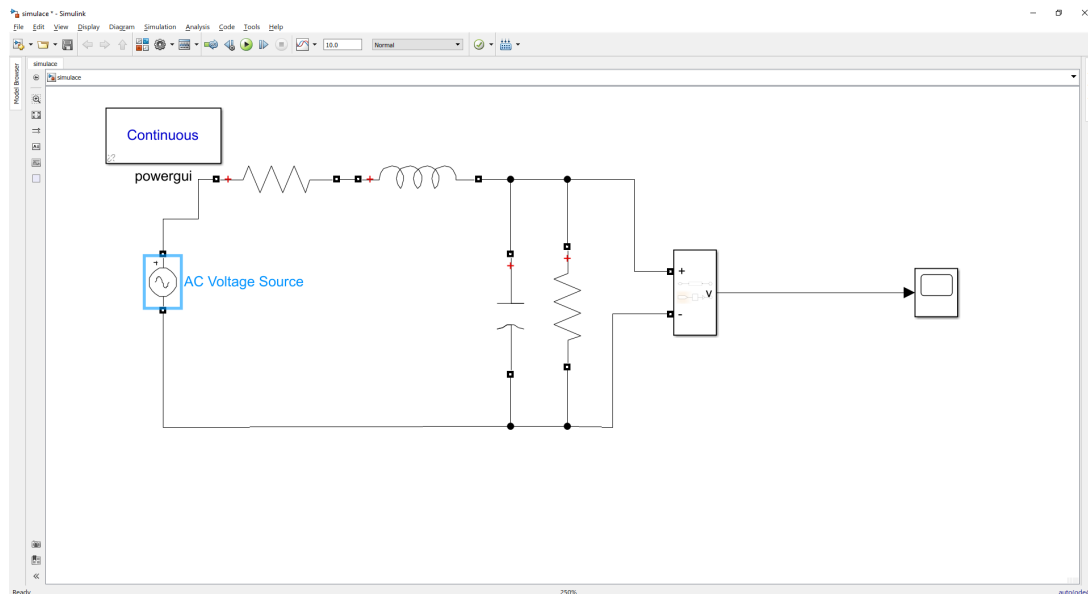 simulace * - Simulink
File Edit View Display Diagram Simulation Analysis Code Tools Help
10.0 Normal
simulace
simulace
Model Browser
Continuous
powergui
+
+
+
AC Voltage Source
+
+
+
v
-
Ready 250%